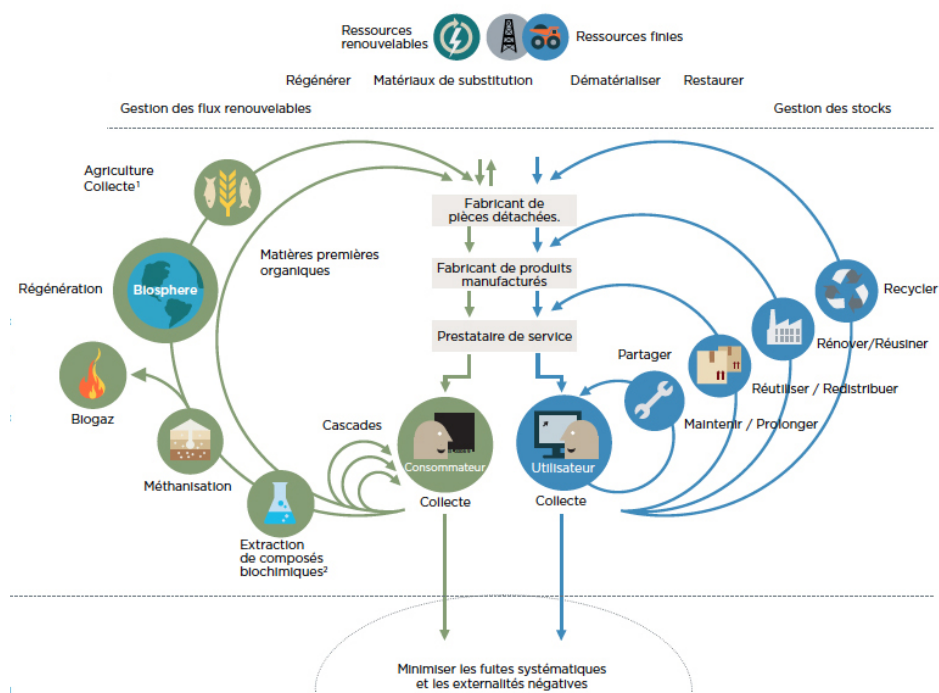 Ressources
renouvelables
Ressources finies
Régénérer
Matériaux de substitution
Dématérialiser
Restaurer
Gestion des flux renouvelables
Gestion des stocks
Agriculture
Collecte¹
Fabricant de
pièces détachées.
Matières premières
organiques
Régénération
Biosphere
Fabricant de produits
manufacturés
Recycler
Prestataire de service
Rénover/Réusiner
Partager
Réutiliser / Redistribuer
Biogaz
Maintenir / Prolonger
Cascades
Consommateur
Utilisateur
Méthanisation
Collecte
Collecte
Extraction
de composés
biochimiques²
Minimiser les fuites systématiques
et les externalités négatives